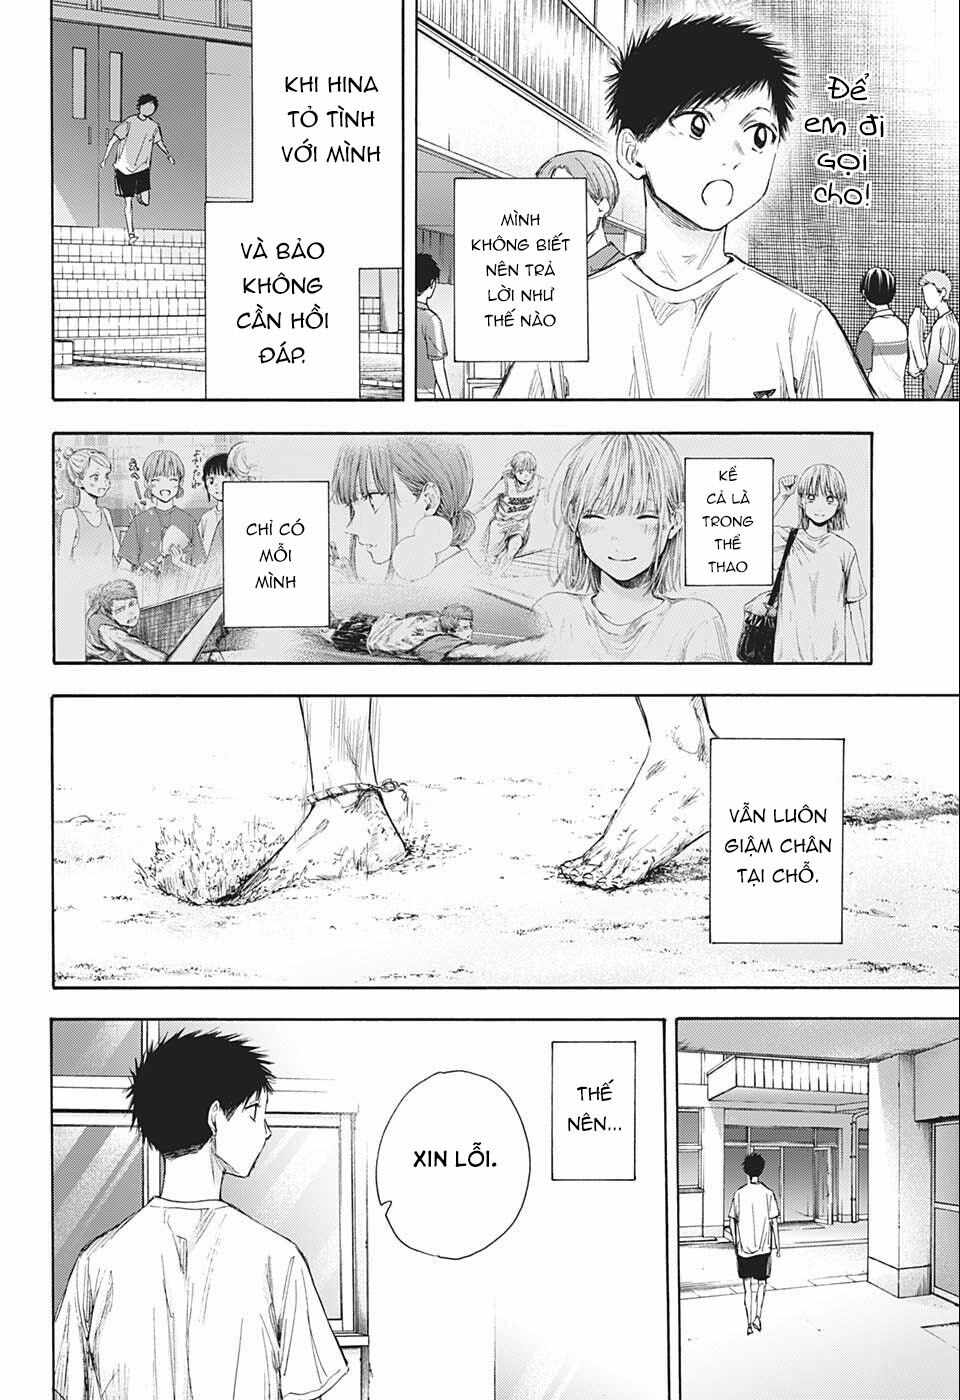 Để
em đi
gọi
cho!
MÌNH
KHÔNG BIẾT
NÊN TRẢ
LỜI NHƯ
THẾ NÀO
KHI HINA
TỎ TÌNH
VỚI MÌNH
VÀ BẢO
KHÔNG
CẦN HỒI
ĐÁP.
KỂ
CẢ LÀ
TRONG
THỂ
THAO
CHỈ CÓ
MỖI
MÌNH
VẪN LUÔN
GIẬM CHÂN
TẠI CHỖ.
THẾ
NÊN...
XIN LỖI.